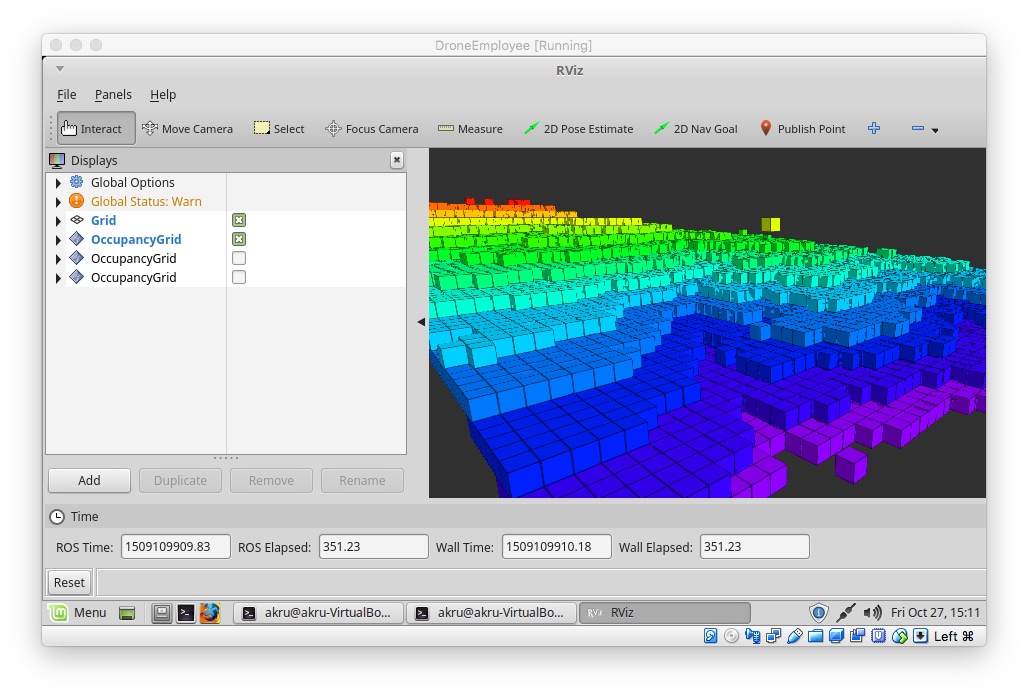 DroneEmployee [Running]
RViz
File Panels Help
Interact Move Camera Select Focus Camera Measure 2D Pose Estimate 2D Nav Goal Publish Point
Displays
Global Options
Global Status: Warn
Grid
OccupancyGrid
OccupancyGrid
OccupancyGrid
Add Duplicate Remove Rename
Time
ROS Time: 1509109909.83 ROS Elapsed: 351.23 Wall Time: 1509109910.18 Wall Elapsed: 351.23
Reset
Menu akru@akru-VirtualBo... akru@akru-VirtualBo... RViz Fri Oct 27, 15:11
Left ⌘